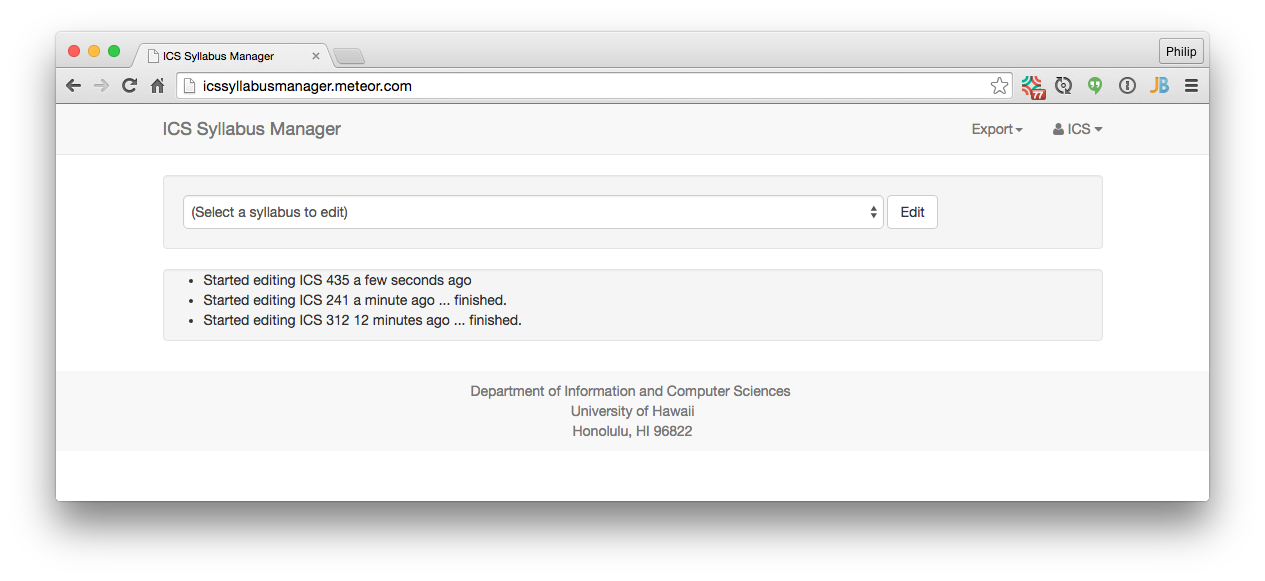 ICS Syllabus Manager
Philip
icssyllabusmanager.meteor.com
77
JB
ICS Syllabus Manager
Export
ICS
(Select a syllabus to edit)
Edit
Started editing ICS 435 a few seconds ago
Started editing ICS 241 a minute ago ... finished.
Started editing ICS 312 12 minutes ago ... finished.
Department of Information and Computer Sciences
University of Hawaii
Honolulu, HI 96822